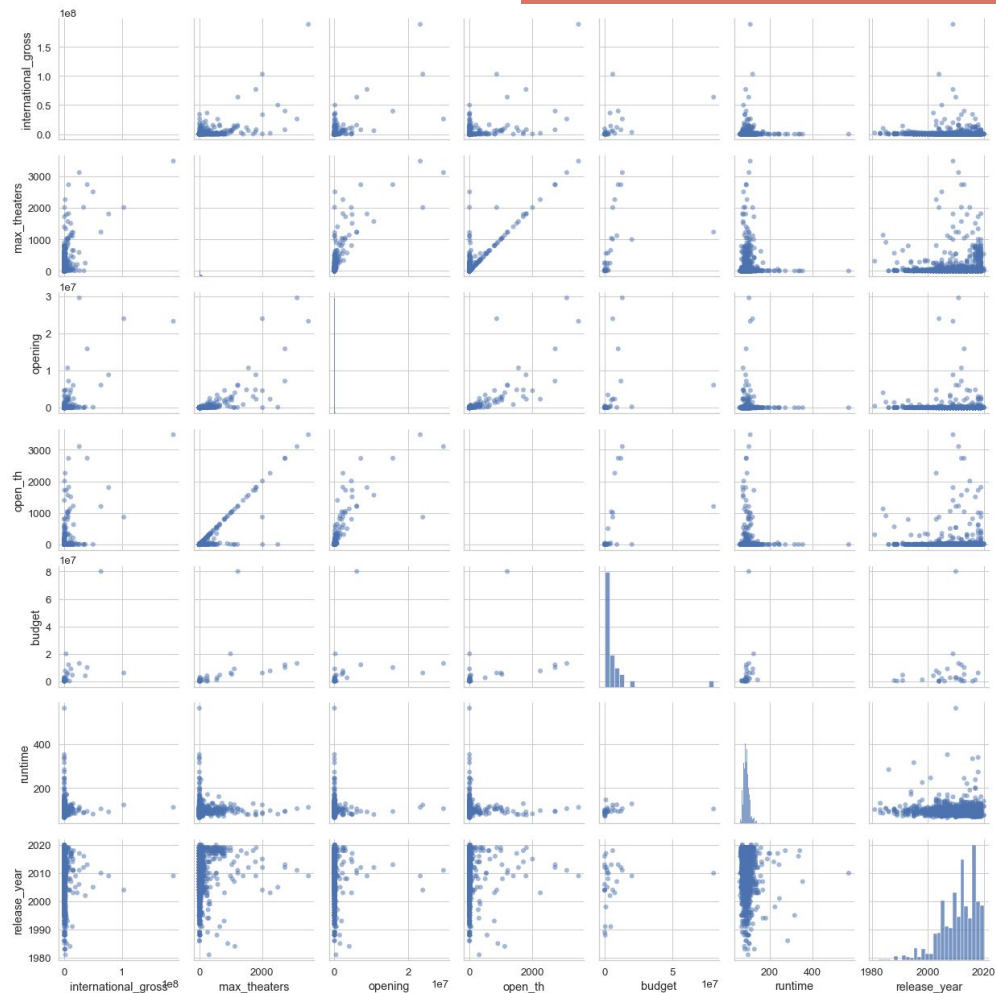 1e8
international_gross
1.5
1.0
0.5
0.0
max_theaters
3000
2000
1000
0
1e7
opening
3
2
1
0
open_th
3000
2000
1000
0
1e7
budget
8
6
4
2
0
runtime
400
200
release_year
2020
2010
2000
1990
1980
0 1 1e8
international_gross
0 2000
max_theaters
0 2 1e7
opening
0 2000
open_th
0 5 1e7
budget
200 400
runtime
1980 2000 2020
release_year